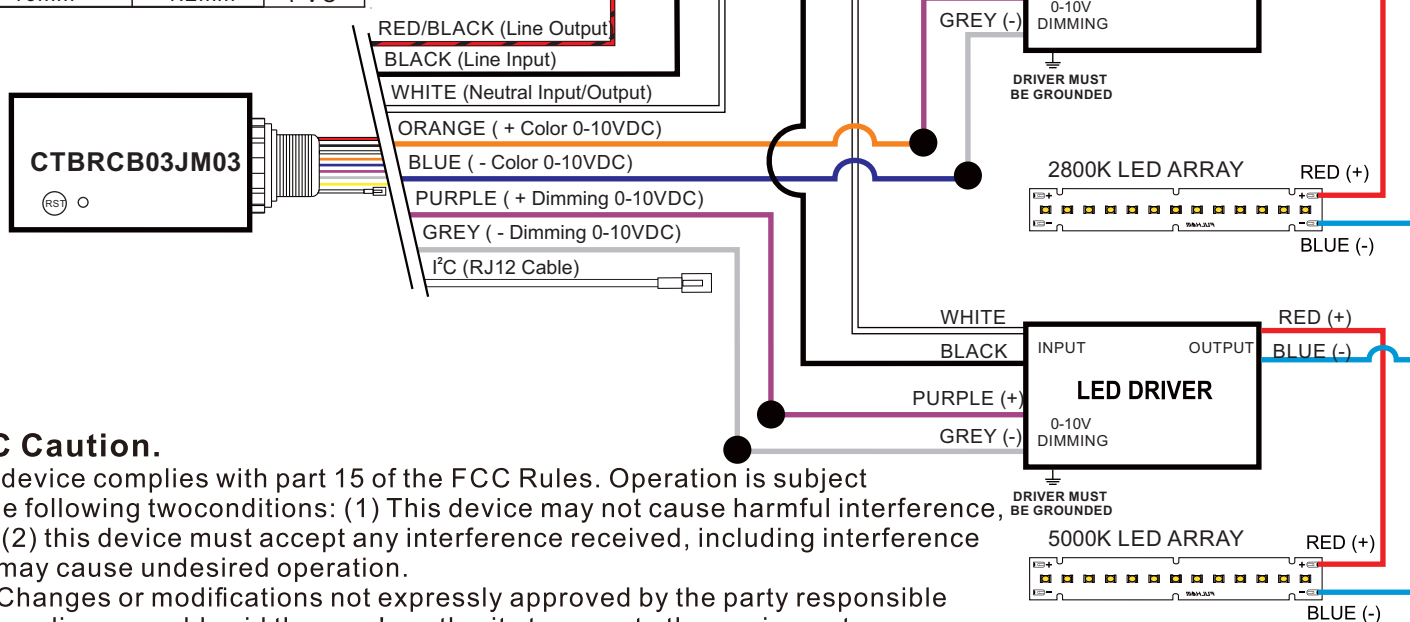 RED/BLACK (Line Output)
BLACK (Line Input)
WHITE (Neutral Input/Output)
ORANGE ( + Color 0-10VDC)
BLUE ( - Color 0-10VDC)
PURPLE ( + Dimming 0-10VDC)
GREY ( - Dimming 0-10VDC)
I²C (RJ12 Cable)
CTBRCB03JM03
RST
GREY (-)
0-10V
DIMMING
DRIVER MUST
BE GROUNDED
2800K LED ARRAY
RED (+)
+ +
- -
BLUE (-)
WHITE
BLACK
PURPLE (+)
GREY (-)
INPUT
OUTPUT
LED DRIVER
0-10V
DIMMING
RED (+)
BLUE (-)
DRIVER MUST
BE GROUNDED
5000K LED ARRAY
RED (+)
+ +
- -
BLUE (-)
C Caution.
device complies with part 15 of the FCC Rules. Operation is subject
e following twoconditions: (1) This device may not cause harmful interference,
(2) this device must accept any interference received, including interference
may cause undesired operation.
Changes or modifications not expressly approved by the party responsible